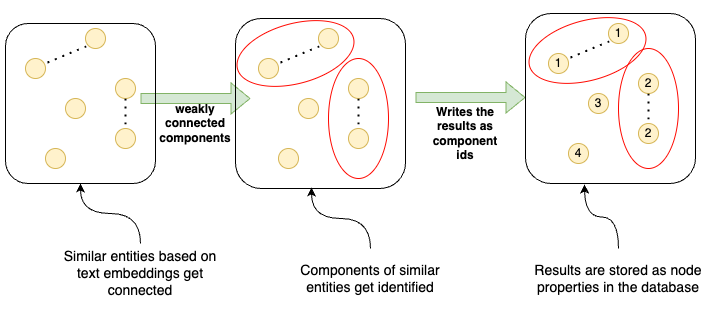 weakly
connected
components
Writes the
results as
component
ids
1
1
2
3
2
4
Similar entities based on
text embeddings get
connected
Components of similar
entities get identified
Results are stored as node
properties in the database